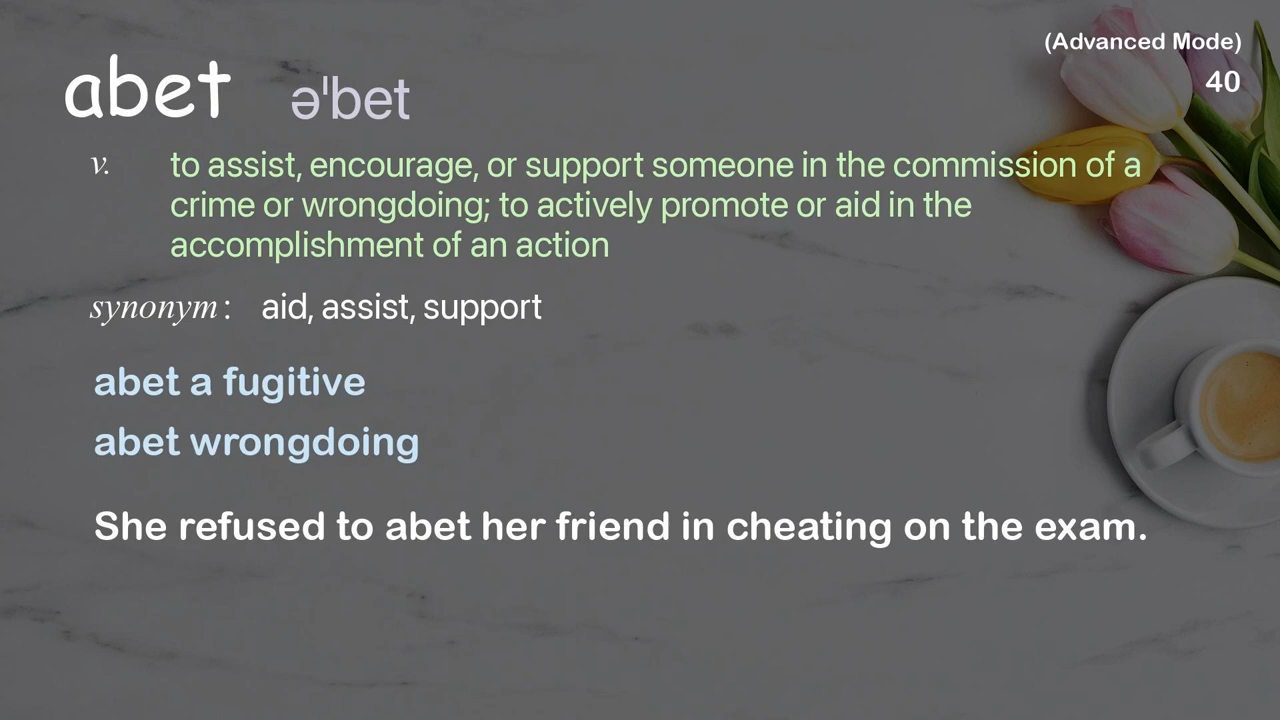 (Advanced Mode)
40
abet ə'bet
v. to assist, encourage, or support someone in the commission of a
crime or wrongdoing; to actively promote or aid in the
accomplishment of an action
synonym: aid, assist, support
abet a fugitive
abet wrongdoing
She refused to abet her friend in cheating on the exam.